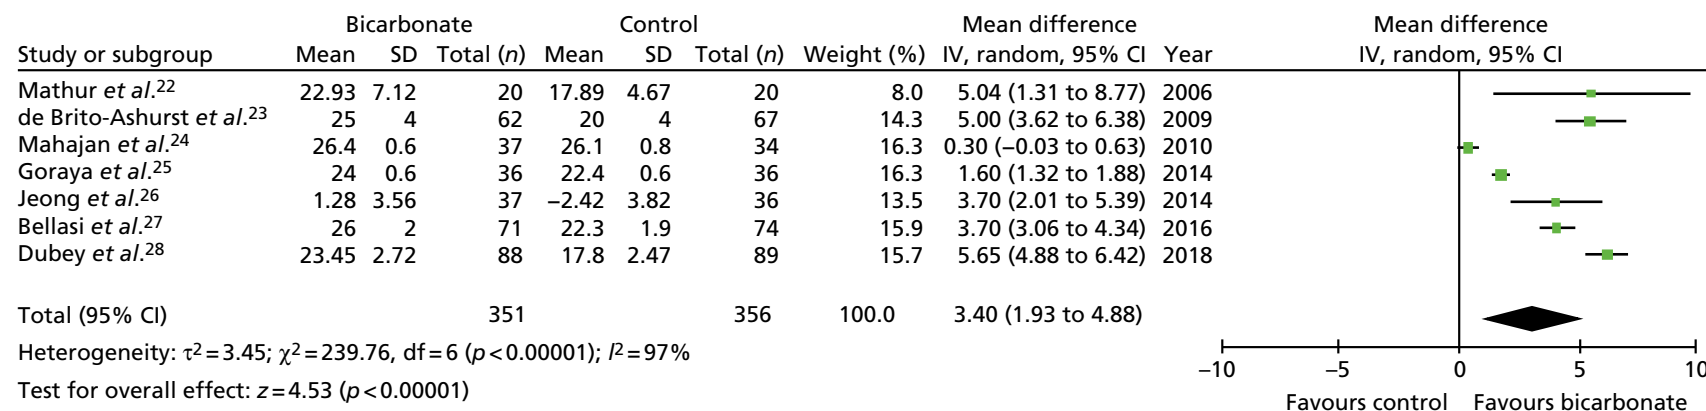 Bicarbonate Control Mean difference Mean difference
Study or subgroup Mean SD Total (n) Mean SD Total (n) Weight (%) IV, random, 95% CI Year IV, random, 95% CI
Mathur et al.22 22.93 7.12 20 17.89 4.67 20 8.0 5.04 (1.31 to 8.77) 2006
de Brito-Ashurst et al.23 25 4 62 20 4 67 14.3 5.00 (3.62 to 6.38) 2009
Mahajan et al.24 26.4 0.6 37 26.1 0.8 34 16.3 0.30 (−0.03 to 0.63) 2010
Goraya et al.25 24 0.6 36 22.4 0.6 36 16.3 1.60 (1.32 to 1.88) 2014
Jeong et al.26 1.28 3.56 37 −2.42 3.82 36 13.5 3.70 (2.01 to 5.39) 2014
Bellasi et al.27 26 2 71 22.3 1.9 74 15.9 3.70 (3.06 to 4.34) 2016
Dubey et al.28 23.45 2.72 88 17.8 2.47 89 15.7 5.65 (4.88 to 6.42) 2018
Total (95% CI) 351 356 100.0 3.40 (1.93 to 4.88)
Heterogeneity: τ2=3.45; χ2=239.76, df=6 (p<0.00001); I2=97%
Test for overall effect: z=4.53 (p<0.00001)
−10 −5 0 5 10
Favours control Favours bicarbonate